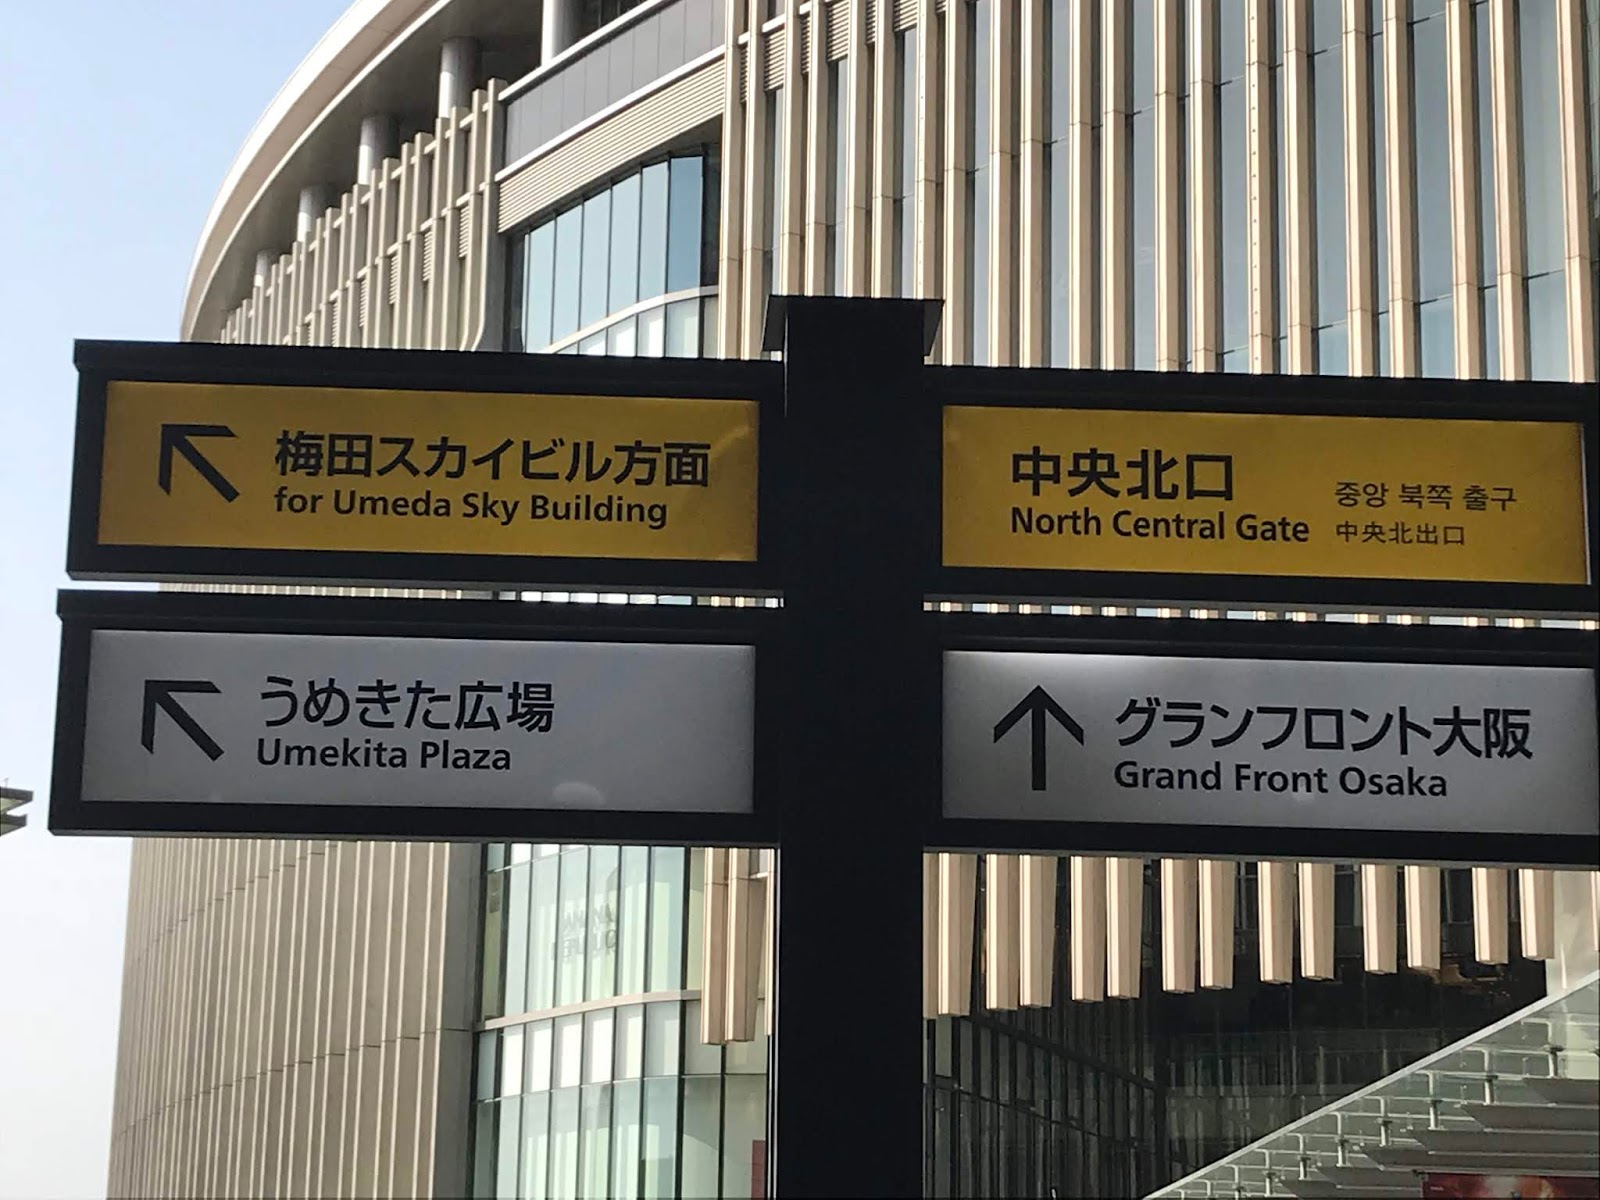 梅田スカイビル方面
for Umeda Sky Building
中央北口
North Central Gate
중앙 북쪽 출구
中央北出口
うめきた広場
Umekita Plaza
グランフロント大阪
Grand Front Osaka